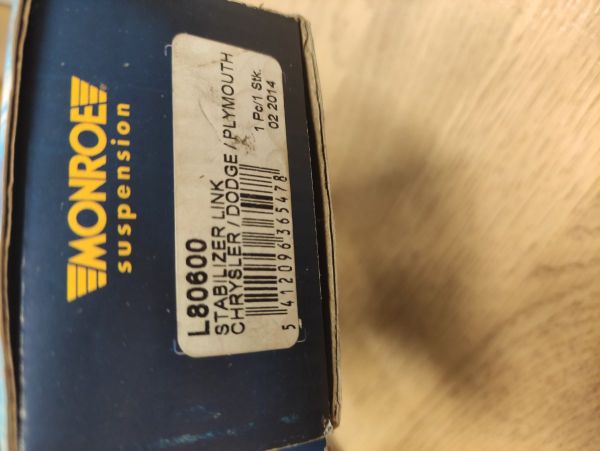 MONROE®
suspension
L80600
STABILIZER LINK
CHRYSLER / DODGE / PLYMOUTH
1 Pc/1 Stk.
02 2014
5 412096 365478